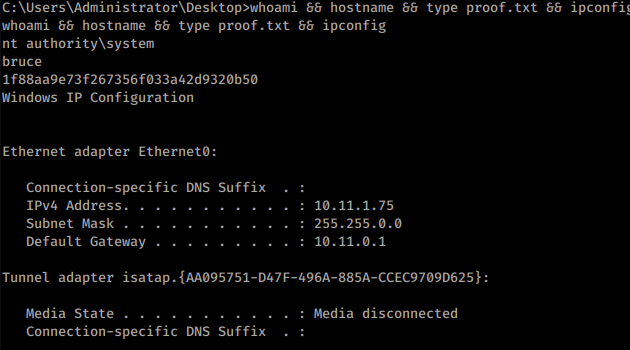 C:\Users\Administrator\Desktop>whoami && hostname && type proof.txt && ipconfig
whoami && hostname && type proof.txt && ipconfig
nt authority\system
bruce
1f88aa9e73f267356f033a42d9320b50
Windows IP Configuration
Ethernet adapter Ethernet0:
Connection-specific DNS Suffix . :
IPv4 Address. . . . . . . . . . . : 10.11.1.75
Subnet Mask . . . . . . . . . . . : 255.255.0.0
Default Gateway . . . . . . . . . : 10.11.0.1
Tunnel adapter isatap.{AA095751-D47F-496A-885A-CCEC9709D625}:
Media State . . . . . . . . . . . : Media disconnected
Connection-specific DNS Suffix . :